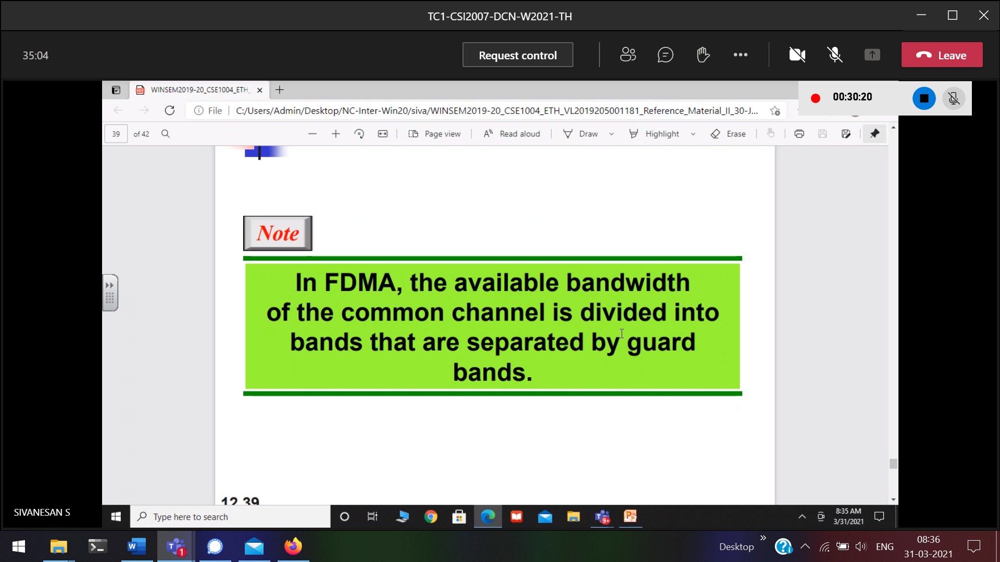 TC1-CSI2007-DCN-W2021-TH
35:04
Request control
Leave
WINSEM2019-20_CSE1004_ETH_
00:30:20
File
C:/Users/Admin/Desktop/NC-Inter-Win20/siva/WINSEM2019-20_CSE1004_ETH_VL2019205001181_Reference_Material_II_30-J...
39 of 42
Page view
Read aloud
Draw
Highlight
Erase
Note
In FDMA, the available bandwidth
of the common channel is divided into
bands that are separated by guard
bands.
12.39
SIVANESAN S
Type here to search
9+
8:35 AM
3/31/2021
1
Desktop
ENG
08:36
31-03-2021